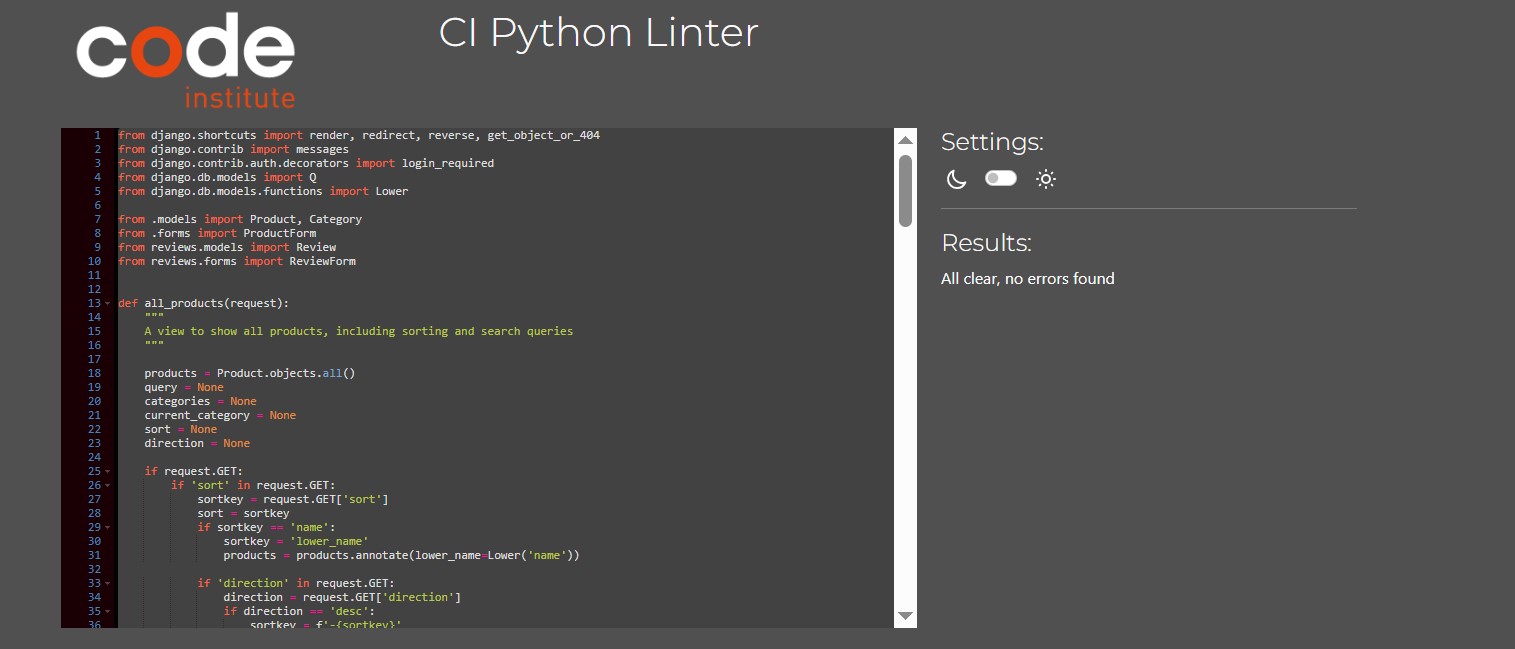 code
institute
CI Python Linter
1 from django.shortcuts import render, redirect, reverse, get_object_or_404
2 from django.contrib import messages
3 from django.contrib.auth.decorators import login_required
4 from django.db.models import Q
5 from django.db.models.functions import Lower
6
7 from .models import Product, Category
8 from .forms import ProductForm
9 from reviews.models import Review
10 from reviews.forms import ReviewForm
11
12
13 def all_products(request):
14     """
15     A view to show all products, including sorting and search queries
16     """
17
18     products = Product.objects.all()
19     query = None
20     categories = None
21     current_category = None
22     sort = None
23     direction = None
24
25     if request.GET:
26         if 'sort' in request.GET:
27             sortkey = request.GET['sort']
28             sort = sortkey
29             if sortkey == 'name':
30                 sortkey = 'lower_name'
31                 products = products.annotate(lower_name=Lower('name'))
32
33             if 'direction' in request.GET:
34                 direction = request.GET['direction']
35                 if direction == 'desc':
36                     sortkey = f'-{sortkey}'
Settings:
Results:
All clear, no errors found